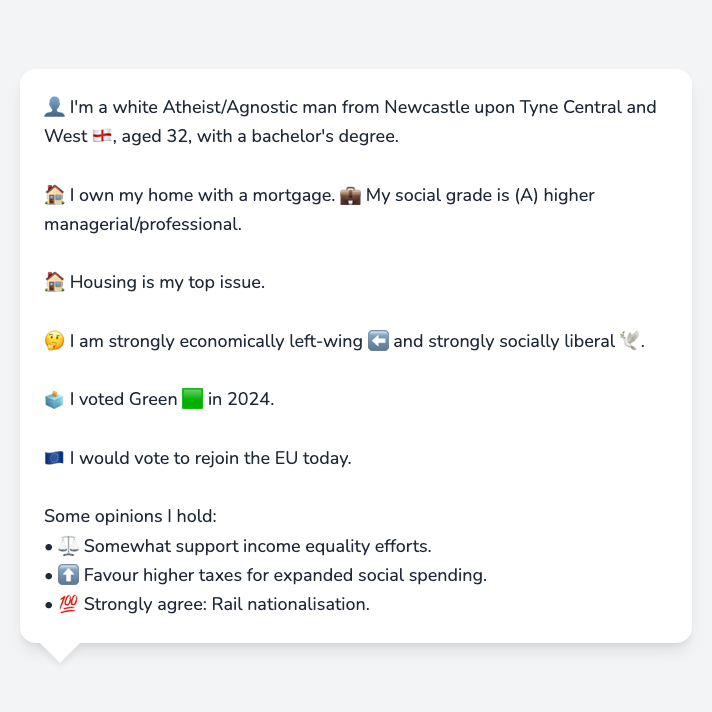 👤 I'm a white Atheist/Agnostic man from Newcastle upon Tyne Central and
West 🏴󠁧󠁢󠁥󠁮󠁧󠁿, aged 32, with a bachelor's degree.
🏠 I own my home with a mortgage. 💼 My social grade is (A) higher
managerial/professional.
🏠 Housing is my top issue.
🤔 I am strongly economically left-wing ⬅️ and strongly socially liberal 🕊️.
🗳️ I voted Green 🟩 in 2024.
🇪🇺 I would vote to rejoin the EU today.
Some opinions I hold:
• ⚖️ Somewhat support income equality efforts.
• ⬆️ Favour higher taxes for expanded social spending.
• 💯 Strongly agree: Rail nationalisation.